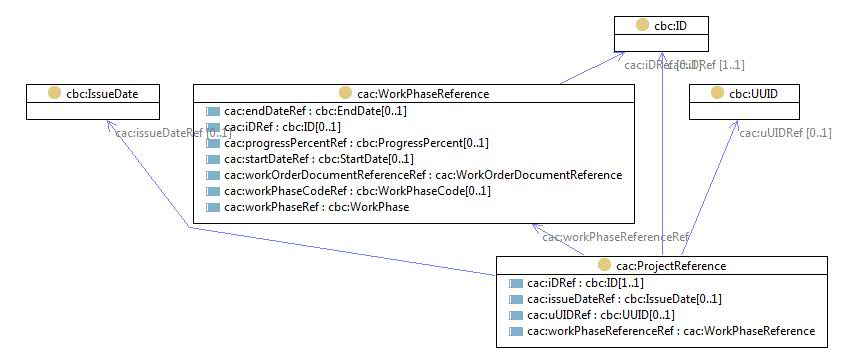 cbc:ID
cac:iDRef [0..1]
cac:iDRef [1..1]
cbc:IssueDate
cac:WorkPhaseReference
cbc:UUID
cac:endDateRef : cbc:EndDate[0..1]
cac:iDRef : cbc:ID[0..1]
cac:issueDateRef [0..1]
cac:uUIDRef [0..1]
cac:progressPercentRef : cbc:ProgressPercent[0..1]
cac:startDateRef : cbc:StartDate[0..1]
cac:workOrderDocumentReferenceRef : cac:WorkOrderDocumentReference
cac:workPhaseCodeRef : cbc:WorkPhaseCode[0..1]
cac:workPhaseRef : cbc:WorkPhase
cac:workPhaseReferenceRef
cac:ProjectReference
cac:iDRef : cbc:ID[1..1]
cac:issueDateRef : cbc:IssueDate[0..1]
cac:uUIDRef : cbc:UUID[0..1]
cac:workPhaseReferenceRef : cac:WorkPhaseReference